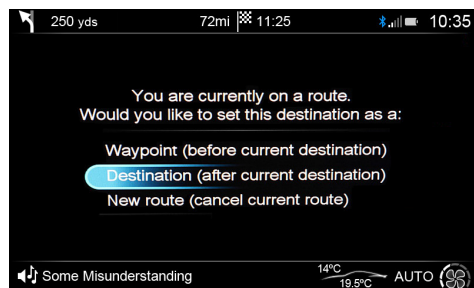 250 yds 72mi 11:25 10:35
You are currently on a route.
Would you like to set this destination as a:
Waypoint (before current destination)
Destination (after current destination)
New route (cancel current route)
Some Misunderstanding 14ºC AUTO
19.5ºC